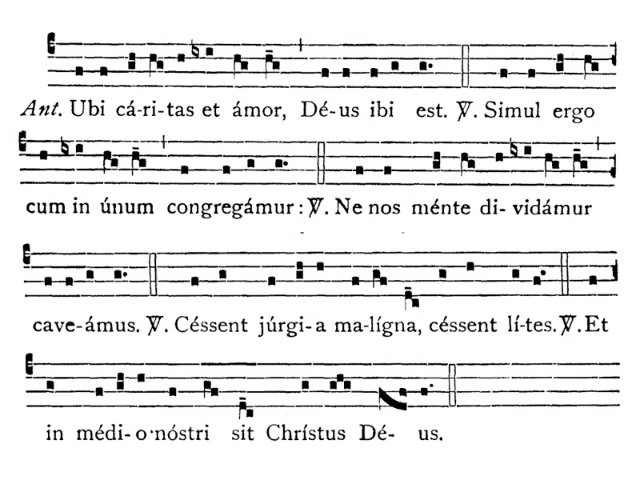 Ant. Ubi cá-ri-tas et ámor, Dé-us ibi est. ℣. Simul ergo
cum in únum congregámur : ℣. Ne nos ménte di- vidámur
cave-ámus. ℣. Céssent júrgi-a ma-lígna, céssent lí-tes. ℣. Et
in médi-o nóstri sit Chrístus Dé- us.